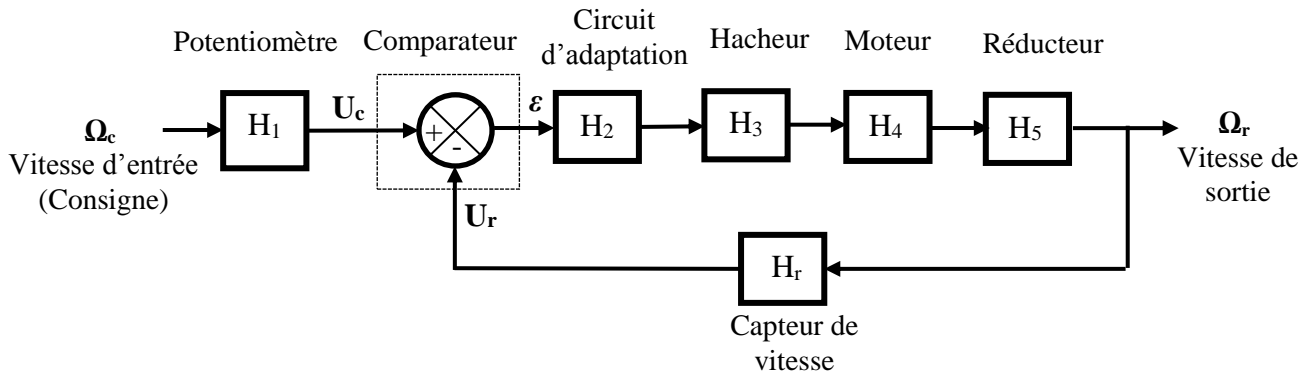 Potentiomètre
Comparateur
Circuit
d’adaptation
Hacheur
Moteur
Réducteur
Ωc
Vitesse d’entrée
(Consigne)
H1
Uc
+
-
ε
H2
H3
H4
H5
Ωr
Vitesse de
sortie
Ur
Hr
Capteur de
vitesse